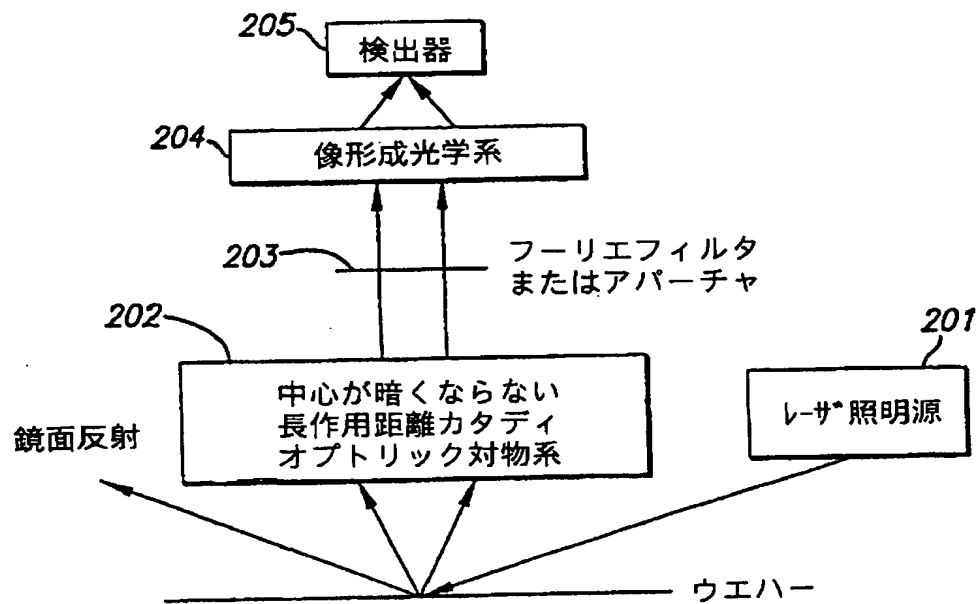 205
検出器
204
像形成光学系
203
フーリエフィルタ
またはアパーチャ
202
201
中心が暗くならない
長作用距離カタディ
オプトリック対物系
レーザ照明源
鏡面反射
ウエハー